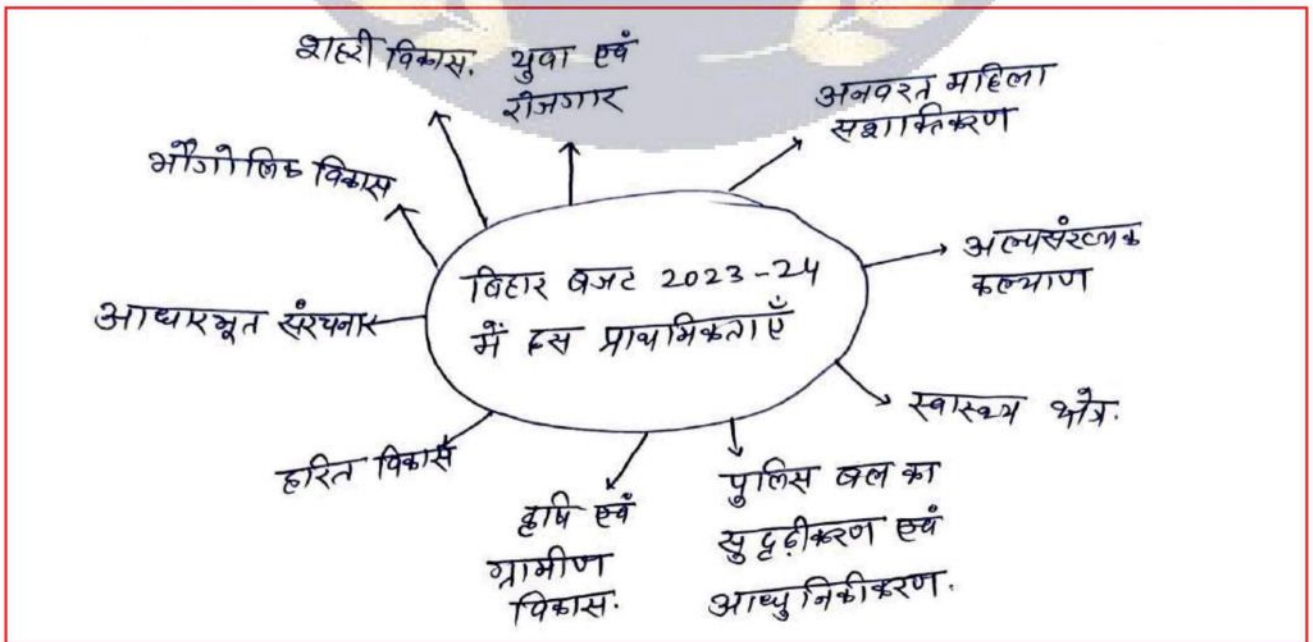 शहरी विकास.
युवा एवं
रोजगार
अनवरत महिला
सशक्तिकरण
भौगोलिक विकास
अल्पसंख्यक
कल्याण
बिहार बजट 2023-24
में दस प्राथमिकताएँ
आधारभूत संरचना
स्वास्थ्य क्षेत्र.
हरित विकास
कृषि एवं
ग्रामीण
विकास.
पुलिस बल का
सुदृढ़ीकरण एवं
आधुनिकीकरण.